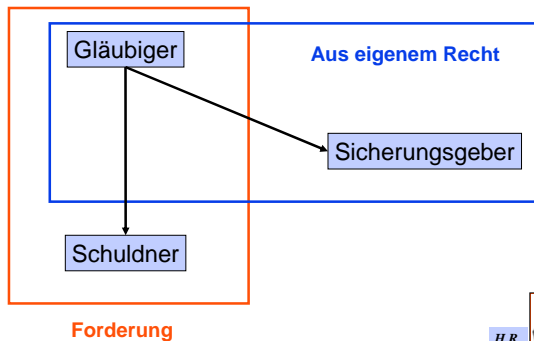 Gläubiger
Aus eigenem Recht
Sicherungsgeber
Schuldner
Forderung
H.R.